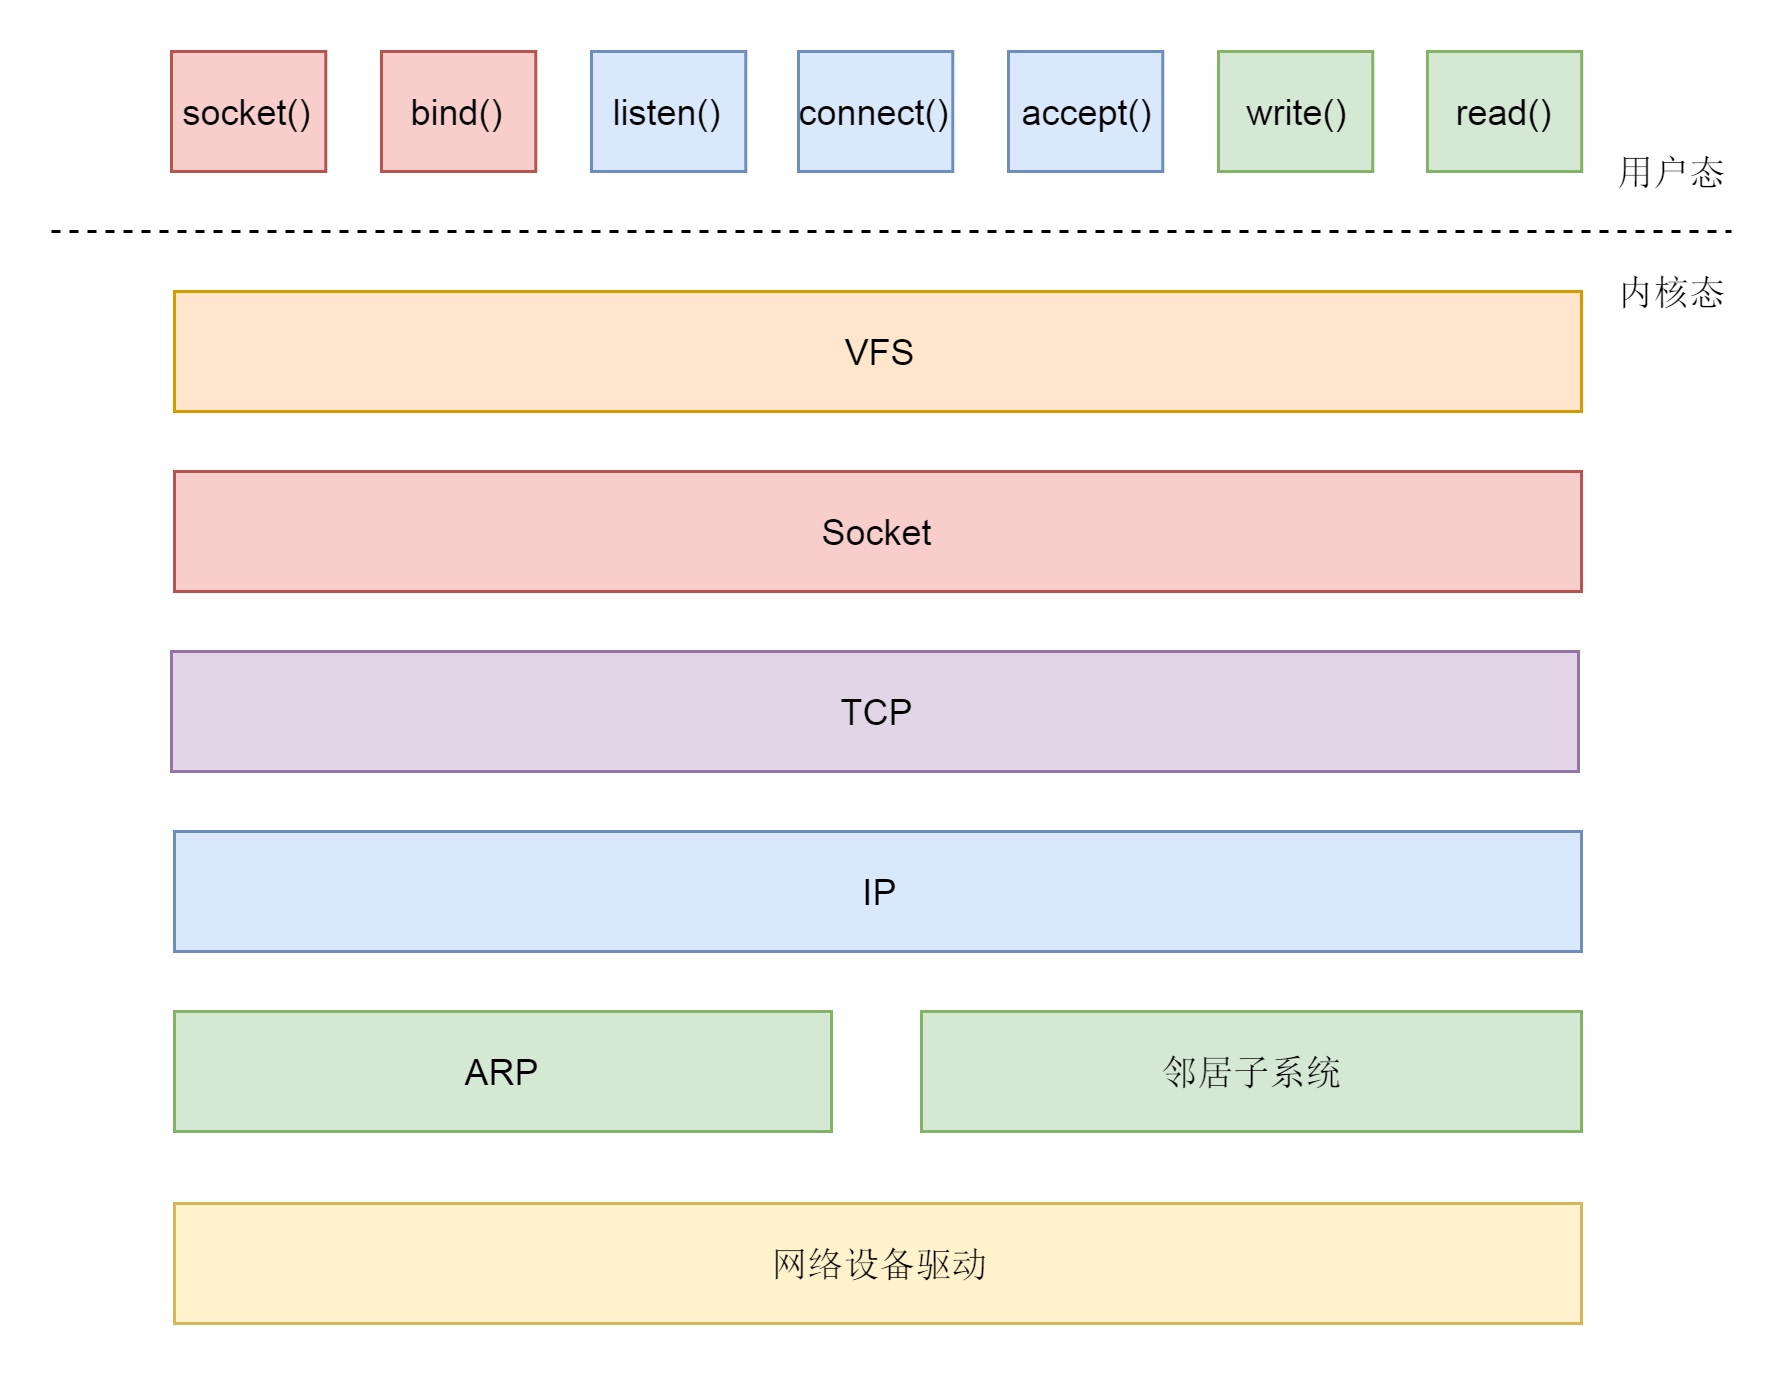 socket()
bind()
listen()
connect()
accept()
write()
read()
用户态
内核态
VFS
Socket
TCP
IP
ARP
邻居子系统
网络设备驱动